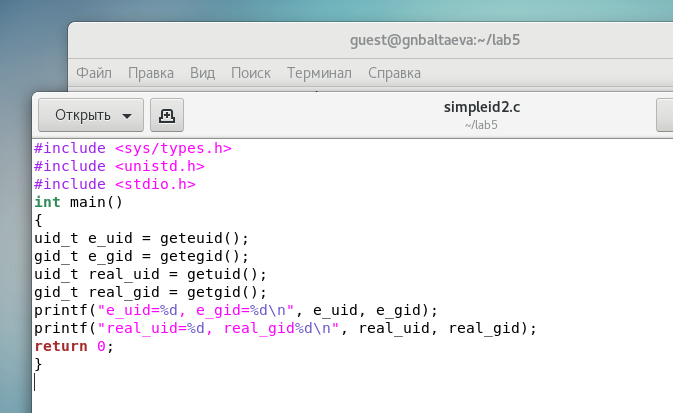 guest@gnbaltaeva:~/lab5
Файл Правка Вид Поиск Терминал Справка
Открыть
simpleid2.c
~/lab5
#include <sys/types.h>
#include <unistd.h>
#include <stdio.h>
int main()
{
uid_t e_uid = geteuid();
gid_t e_gid = getegid();
uid_t real_uid = getuid();
gid_t real_gid = getgid();
printf("e_uid=%d, e_gid=%d\n", e_uid, e_gid);
printf("real_uid=%d, real_gid%d\n", real_uid, real_gid);
return 0;
}